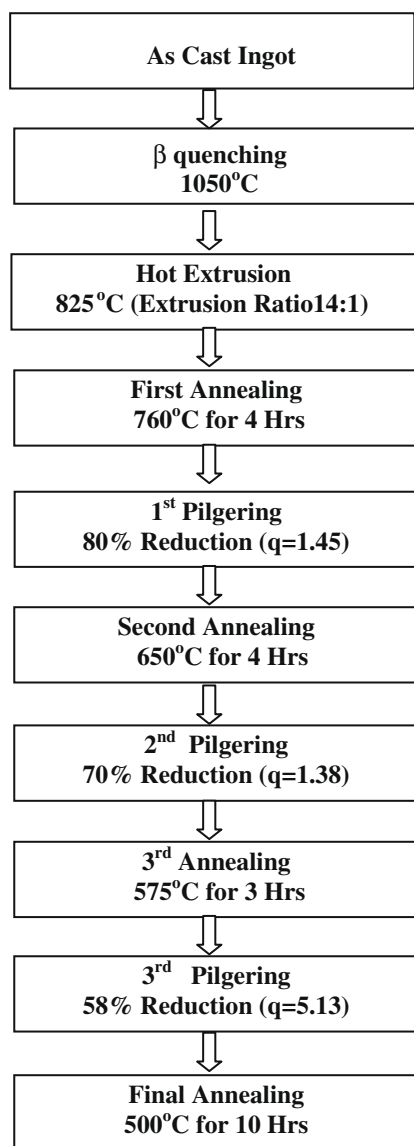 As Cast Ingot
β quenching
1050°C
Hot Extrusion
825°C (Extrusion Ratio14:1)
First Annealing
760°C for 4 Hrs
1st Pilgering
80% Reduction (q=1.45)
Second Annealing
650°C for 4 Hrs
2nd Pilgering
70% Reduction (q=1.38)
3rd Annealing
575°C for 3 Hrs
3rd Pilgering
58% Reduction (q=5.13)
Final Annealing
500°C for 10 Hrs